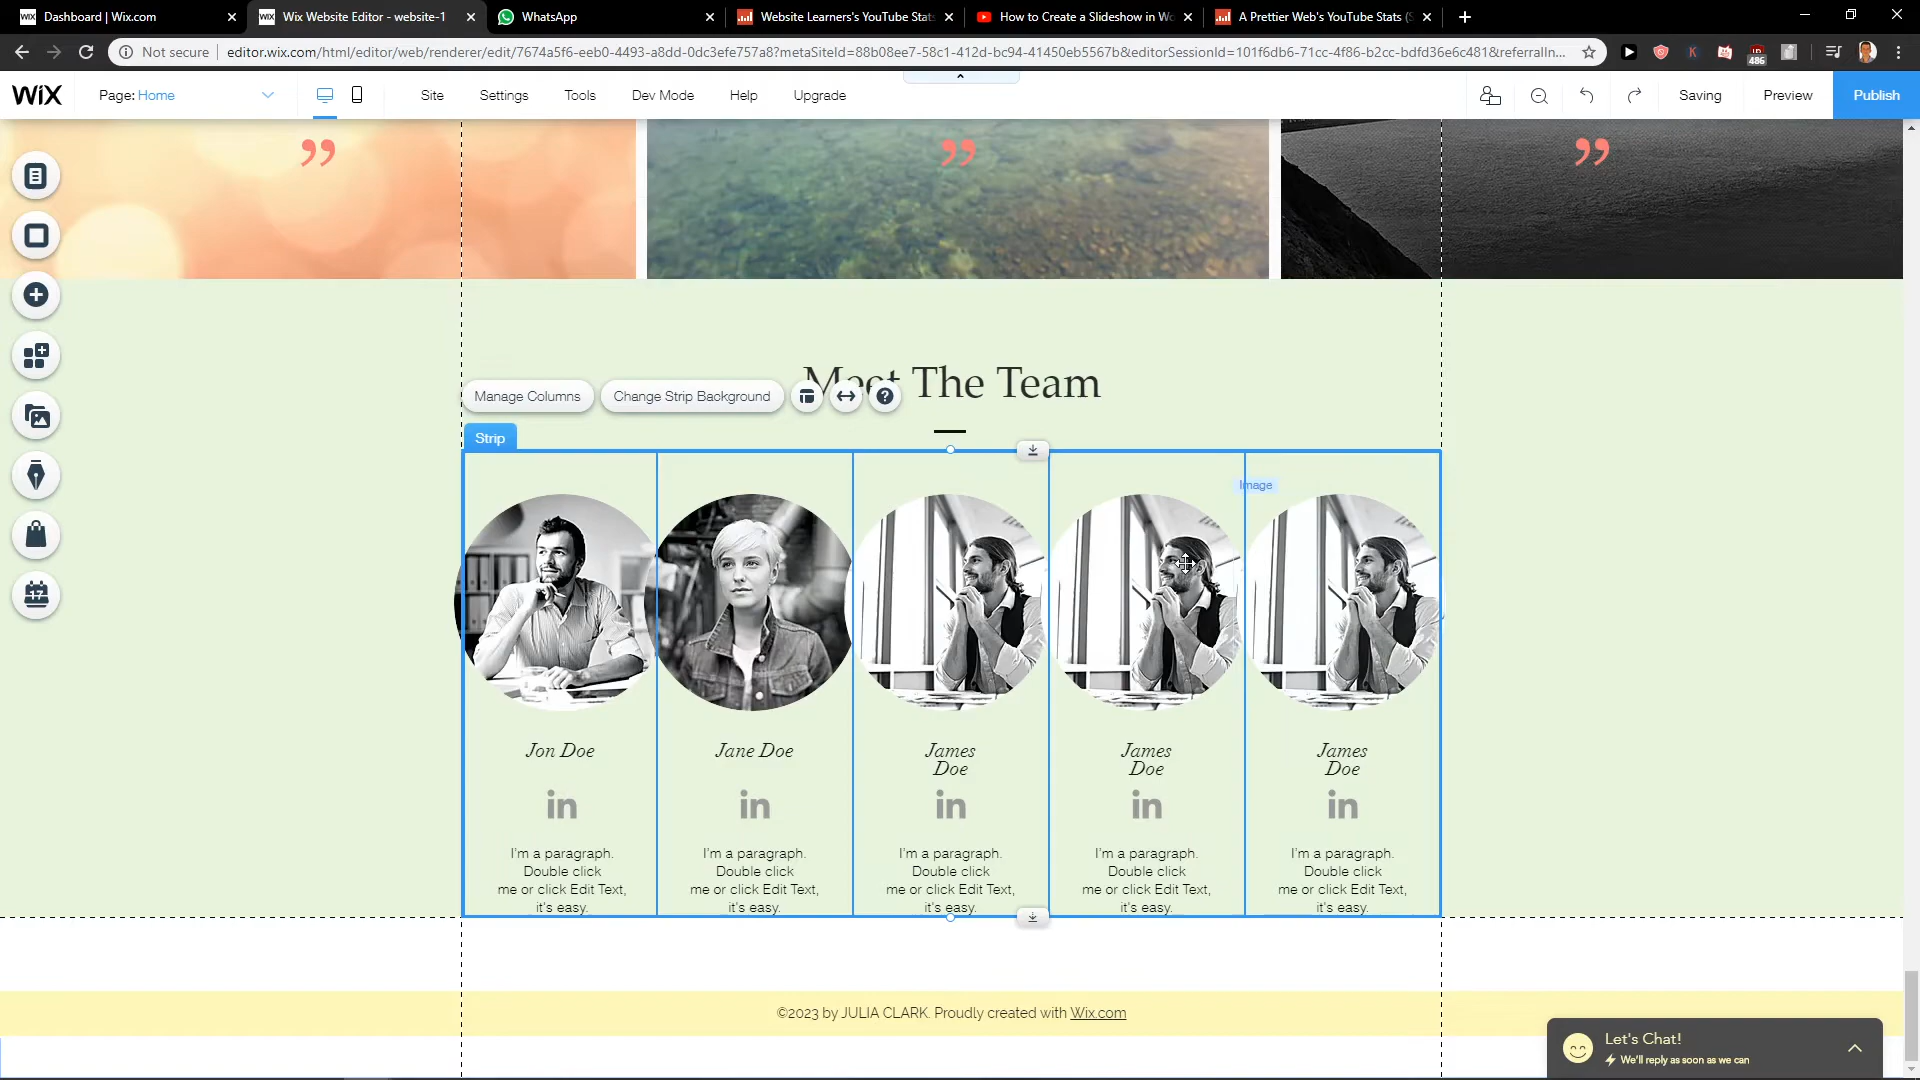 WiX Dashboard | Wix.com
WiX Wix Website Editor - website-1
WhatsApp
Website Learners's YouTube Stats
How to Create a Slideshow in Wo
A Prettier Web's YouTube Stats (S
Not secure
editor.wix.com/html/editor/web/renderer/edit/7674a5f6-eeb0-4493-a8dd-0dc3efe757a8?metaSiteId=88b08ee7-58c1-412d-bc94-41450eb5567b&editorSessionId=101f6db6-71cc-4f86-b2cc-bdfd36e6c481&referralIn...
K
486
WiX
Page: Home
Site
Settings
Tools
Dev Mode
Help
Upgrade
Saving
Preview
Publish
”
”
”
17
Meet The Team
Manage Columns
Change Strip Background
?
Strip
Image
Jon Doe
Jane Doe
James
Doe
James
Doe
James
Doe
in
in
in
in
in
I'm a paragraph.
Double click
me or click Edit Text,
it's easy.
I'm a paragraph.
Double click
me or click Edit Text,
it's easy.
I'm a paragraph.
Double click
me or click Edit Text,
it's easy.
I'm a paragraph.
Double click
me or click Edit Text,
it's easy.
I'm a paragraph.
Double click
me or click Edit Text,
it's easy.
©2023 by JULIA CLARK. Proudly created with Wix.com
Let's Chat!
We'll reply as soon as we can